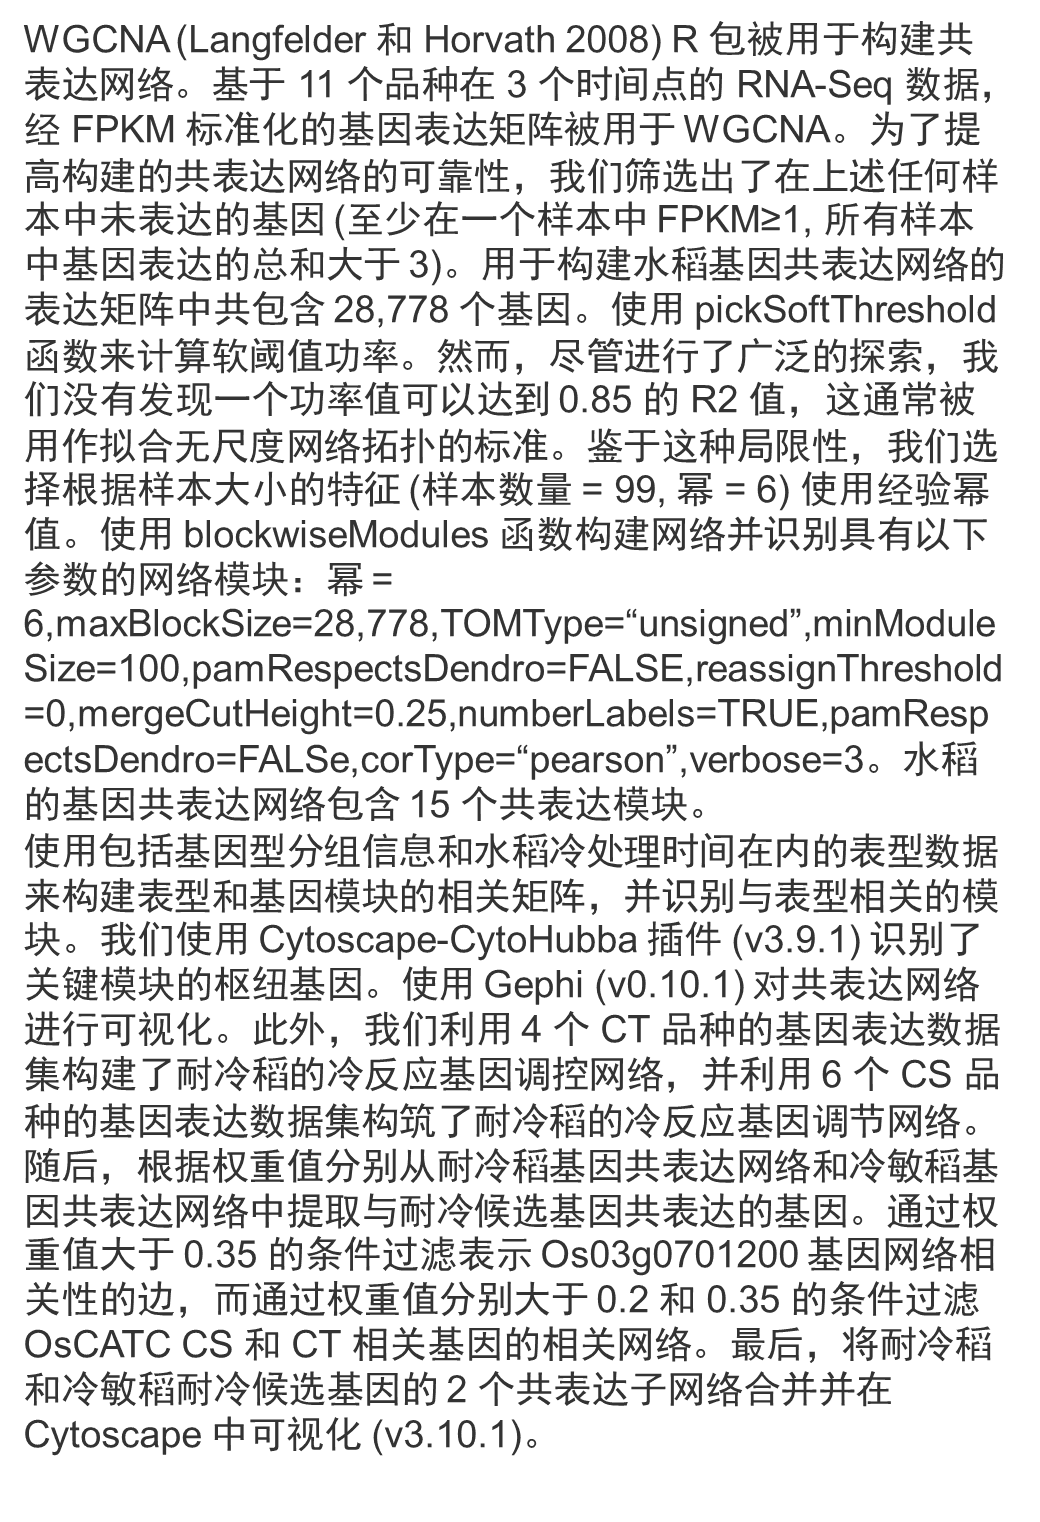 WGCNA (Langfelder 和 Horvath 2008) R 包被用于构建共
表达网络。基于 11 个品种在 3 个时间点的 RNA-Seq 数据，
经 FPKM 标准化的基因表达矩阵被用于 WGCNA。为了提
高构建的共表达网络的可靠性，我们筛选出了在上述任何样
本中未表达的基因 (至少在一个样本中 FPKM≥1, 所有样本
中基因表达的总和大于 3)。用于构建水稻基因共表达网络的
表达矩阵中共包含 28,778 个基因。使用 pickSoftThreshold
函数来计算软阈值功率。然而，尽管进行了广泛的探索，我
们没有发现一个功率值可以达到 0.85 的 R2 值，这通常被
用作拟合无尺度网络拓扑的标准。鉴于这种局限性，我们选
择根据样本大小的特征 (样本数量 = 99, 幂 = 6) 使用经验幂
值。使用 blockwiseModules 函数构建网络并识别具有以下
参数的网络模块：幂 =
6,maxBlockSize=28,778,TOMType=“unsigned”,minModule
Size=100,pamRespectsDendro=FALSE,reassignThreshold
=0,mergeCutHeight=0.25,numberLabels=TRUE,pamResp
ectsDendro=FALSe,corType=“pearson”,verbose=3。水稻
的基因共表达网络包含 15 个共表达模块。
使用包括基因型分组信息和水稻冷处理时间在内的表型数据
来构建表型和基因模块的相关矩阵，并识别与表型相关的模
块。我们使用 Cytoscape-CytoHubba 插件 (v3.9.1) 识别了
关键模块的枢纽基因。使用 Gephi (v0.10.1) 对共表达网络
进行可视化。此外，我们利用 4 个 CT 品种的基因表达数据
集构建了耐冷稻的冷反应基因调控网络，并利用 6 个 CS 品
种的基因表达数据集构筑了耐冷稻的冷反应基因调节网络。
随后，根据权重值分别从耐冷稻基因共表达网络和冷敏稻基
因共表达网络中提取与耐冷候选基因共表达的基因。通过权
重值大于 0.35 的条件过滤表示 Os03g0701200 基因网络相
关性的边，而通过权重值分别大于 0.2 和 0.35 的条件过滤
OsCATC CS 和 CT 相关基因的相关网络。最后，将耐冷稻
和冷敏稻耐冷候选基因的 2 个共表达子网络合并并在
Cytoscape 中可视化 (v3.10.1)。